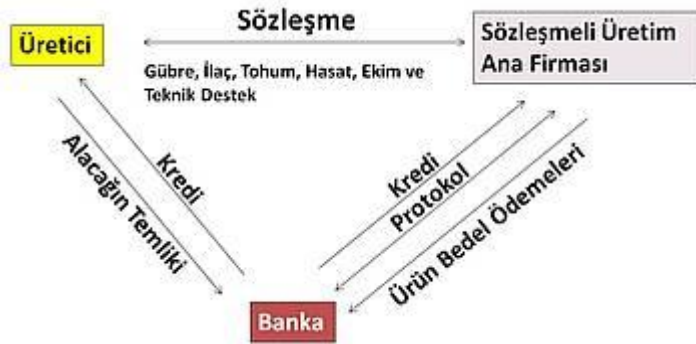 Sözleşme
Üretici
Sözleşmeli Üretim
Ana Firması
Gübre, İlaç, Tohum, Hasat, Ekim ve
Teknik Destek
Alacağın Temliki
Kredi
Kredi
Protokol
Ürün Bedel Ödemeleri
Banka